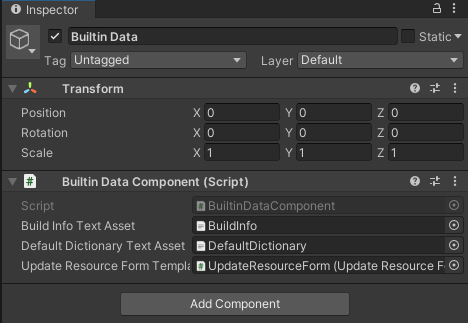 Inspector
Builtin Data
Static
Tag Untagged Layer Default
Transform
Position X 0 Y 0 Z 0
Rotation X 0 Y 0 Z 0
Scale X 1 Y 1 Z 1
Builtin Data Component (Script)
Script BuiltinDataComponent
Build Info Text Asset BuildInfo
Default Dictionary Text Asset DefaultDictionary
Update Resource Form Templa UpdateResourceForm (Update Resource F
Add Component